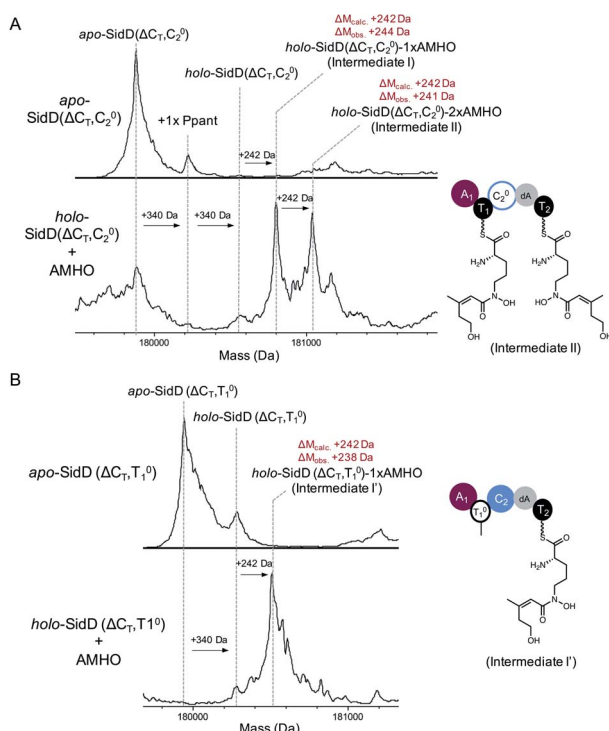 A
apo-SidD(ΔCT,C2⁰)
holo-SidD(ΔCT,C2⁰)
ΔMcalc. +242 Da
ΔMobs. +244 Da
holo-SidD(ΔCT,C2⁰)-1xAMHO
(Intermediate I)
ΔMcalc. +242 Da
ΔMobs. +241 Da
holo-SidD(ΔCT,C2⁰)-2xAMHO
(Intermediate II)
apo-
SidD(ΔCT,C2⁰)
+1x Ppant
+242 Da
holo-
SidD(ΔCT,C2⁰)
+
AMHO
+340 Da
+340 Da
+242 Da
180000
181000
Mass (Da)
A1
T1
C2⁰
dA
T2
S
O
H2N
N
OH
O
OH
S
O
H2N
N
HO
O
OH
(Intermediate II)
B
apo-SidD (ΔCT,T1⁰)
holo-SidD (ΔCT,T1⁰)
ΔMcalc. +242 Da
ΔMobs. +238 Da
holo-SidD (ΔCT,T1⁰)-1xAMHO
(Intermediate I')
apo-SidD (ΔCT,T1⁰)
+242 Da
holo-SidD (ΔCT,T1⁰)
+
AMHO
+340 Da
180000
181000
Mass (Da)
A1
T1⁰
C2
dA
T2
S
O
H2N
N
OH
O
OH
(Intermediate I')